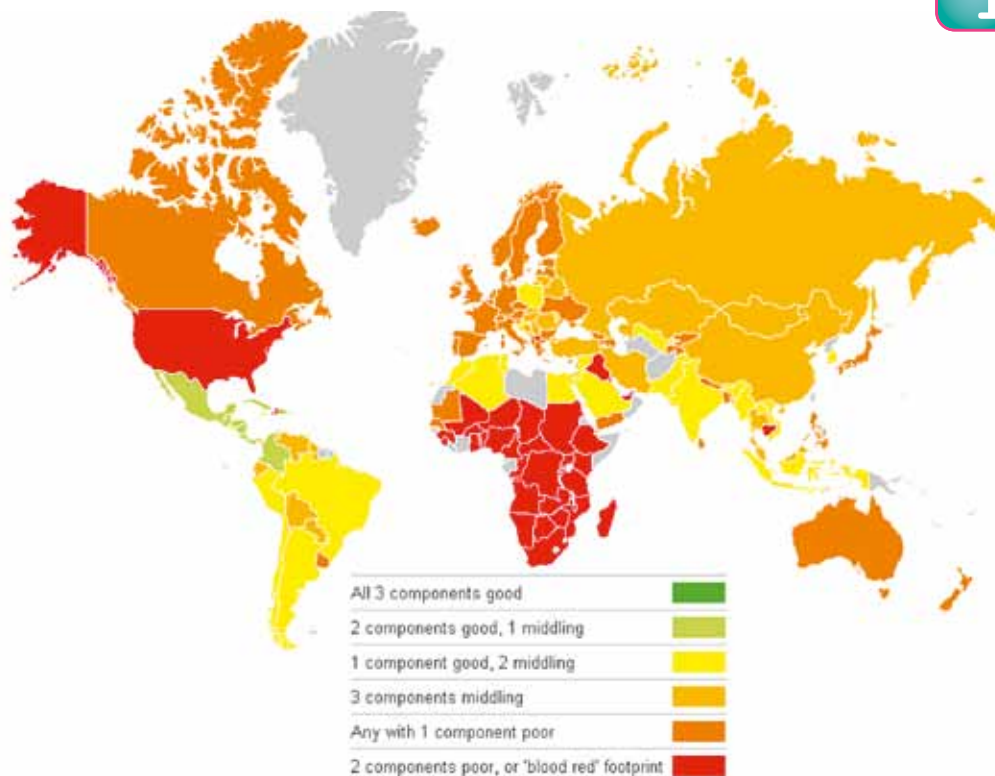 All 3 components good
2 components good, 1 middling
1 component good, 2 middling
3 components middling
Any with 1 component poor
2 components poor, or 'blood red' footprint